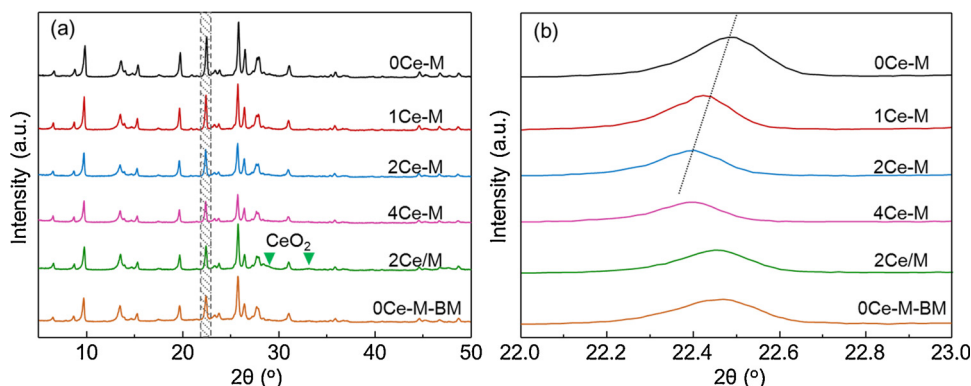 (a)
0Ce-M
1Ce-M
2Ce-M
4Ce-M
CeO₂
2Ce/M
0Ce-M-BM
Intensity (a.u.)
10 20 30 40 50
2θ (º)
(b)
0Ce-M
1Ce-M
2Ce-M
4Ce-M
2Ce/M
0Ce-M-BM
Intensity (a.u.)
22.0 22.2 22.4 22.6 22.8 23.0
2θ (º)